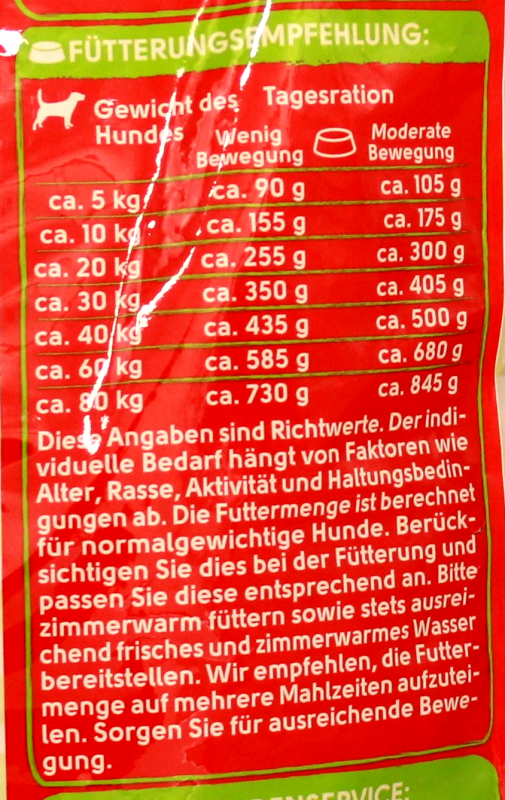 FÜTTERUNGSEMPFEHLUNG:
Gewicht des Tagesration
Hundes Wenig Moderate
Bewegung Bewegung
ca. 5 kg ca. 90 g ca. 105 g
ca. 10 kg ca. 155 g ca. 175 g
ca. 20 kg ca. 255 g ca. 300 g
ca. 30 kg ca. 350 g ca. 405 g
ca. 40 kg ca. 435 g ca. 500 g
ca. 60 kg ca. 585 g ca. 680 g
ca. 80 kg ca. 730 g ca. 845 g
Diese Angaben sind Richtwerte. Der indi-
viduelle Bedarf hängt von Faktoren wie
Alter, Rasse, Aktivität und Haltungsbedin-
gungen ab. Die Futtermenge ist berechnet
für normalgewichtige Hunde. Berück-
sichtigen Sie dies bei der Fütterung und
passen Sie diese entsprechend an. Bitte
zimmerwarm füttern sowie stets ausrei-
chend frisches und zimmerwarmes Wasser
bereitstellen. Wir empfehlen, die Futter-
menge auf mehrere Mahlzeiten aufzutei-
len. Sorgen Sie für ausreichende Bewe-
gung.